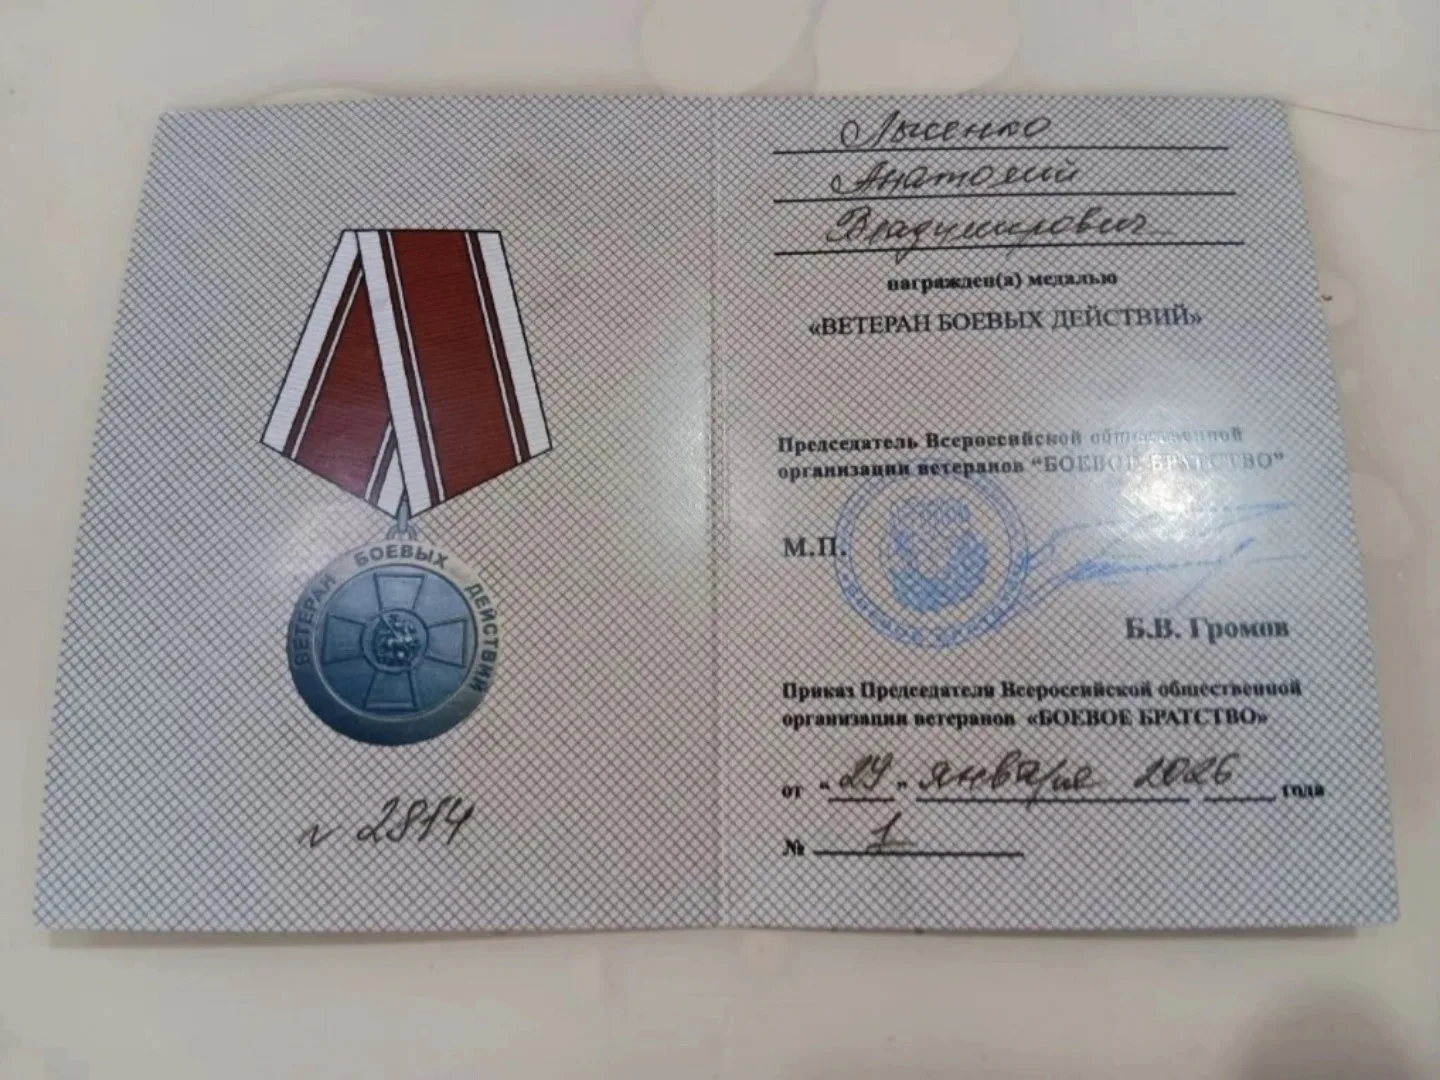 ВЕТЕРАН БОЕВЫХ ДЕЙСТВИЙ
№ 2814
Лысенко
Анатолий
Владимирович
награжден(а) медалью
«ВЕТЕРАН БОЕВЫХ ДЕЙСТВИЙ»
Председатель Всероссийской общественной
организации ветеранов “БОЕВОЕ БРАТСТВО”
М.П.
Б.В. Громов
Приказ Председателя Всероссийской общественной
организации ветеранов «БОЕВОЕ БРАТСТВО»
от “29„ января 2026 года
№ 1